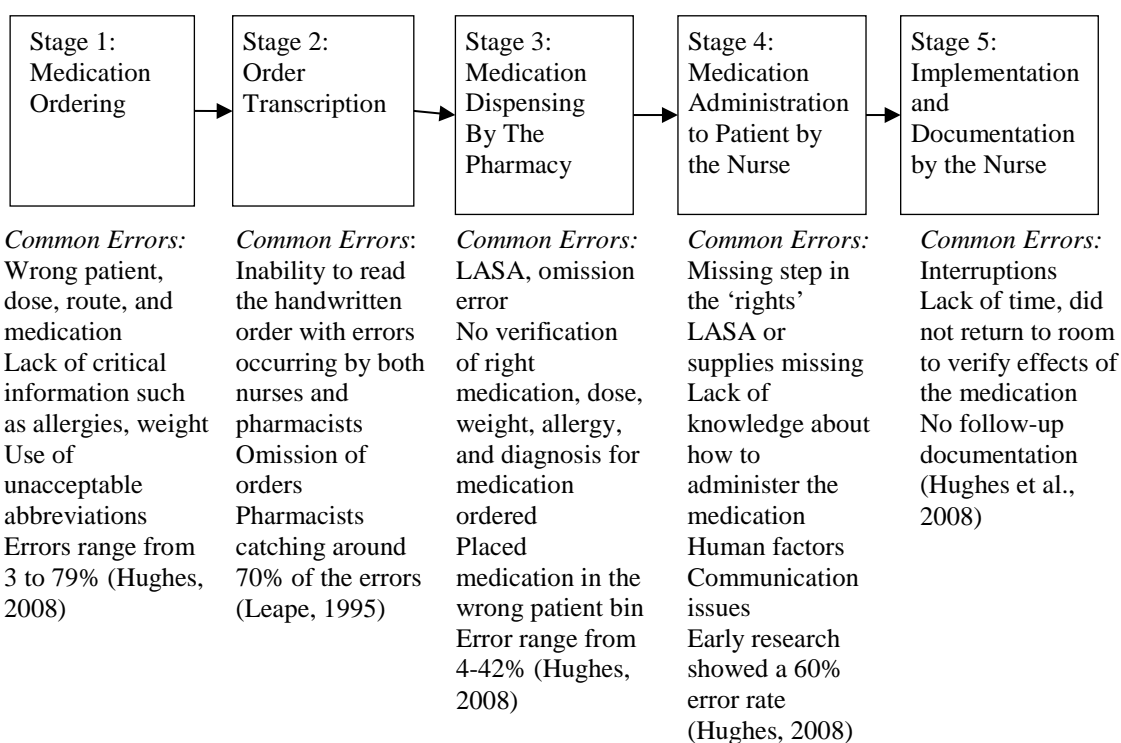 Stage 1:
Medication
Ordering
Stage 2:
Order
Transcription
Stage 3:
Medication
Dispensing
By The
Pharmacy
Stage 4:
Medication
Administration
to Patient by
the Nurse
Stage 5:
Implementation
and
Documentation
by the Nurse
Common Errors:
Wrong patient,
dose, route, and
medication
Lack of critical
information such
as allergies, weight
Use of
unacceptable
abbreviations
Errors range from
3 to 79% (Hughes,
2008)
Common Errors:
Inability to read
the handwritten
order with errors
occurring by both
nurses and
pharmacists
Omission of
orders
Pharmacists
catching around
70% of the errors
(Leape, 1995)
Common Errors:
LASA, omission
error
No verification
of right
medication, dose,
weight, allergy,
and diagnosis for
medication
ordered
Placed
medication in the
wrong patient bin
Error range from
4-42% (Hughes,
2008)
Common Errors:
Missing step in
the ‘rights’
LASA or
supplies missing
Lack of
knowledge about
how to
administer the
medication
Human factors
Communication
issues
Early research
showed a 60%
error rate
(Hughes, 2008)
Common Errors:
Interruptions
Lack of time, did
not return to room
to verify effects of
the medication
No follow-up
documentation
(Hughes et al.,
2008)